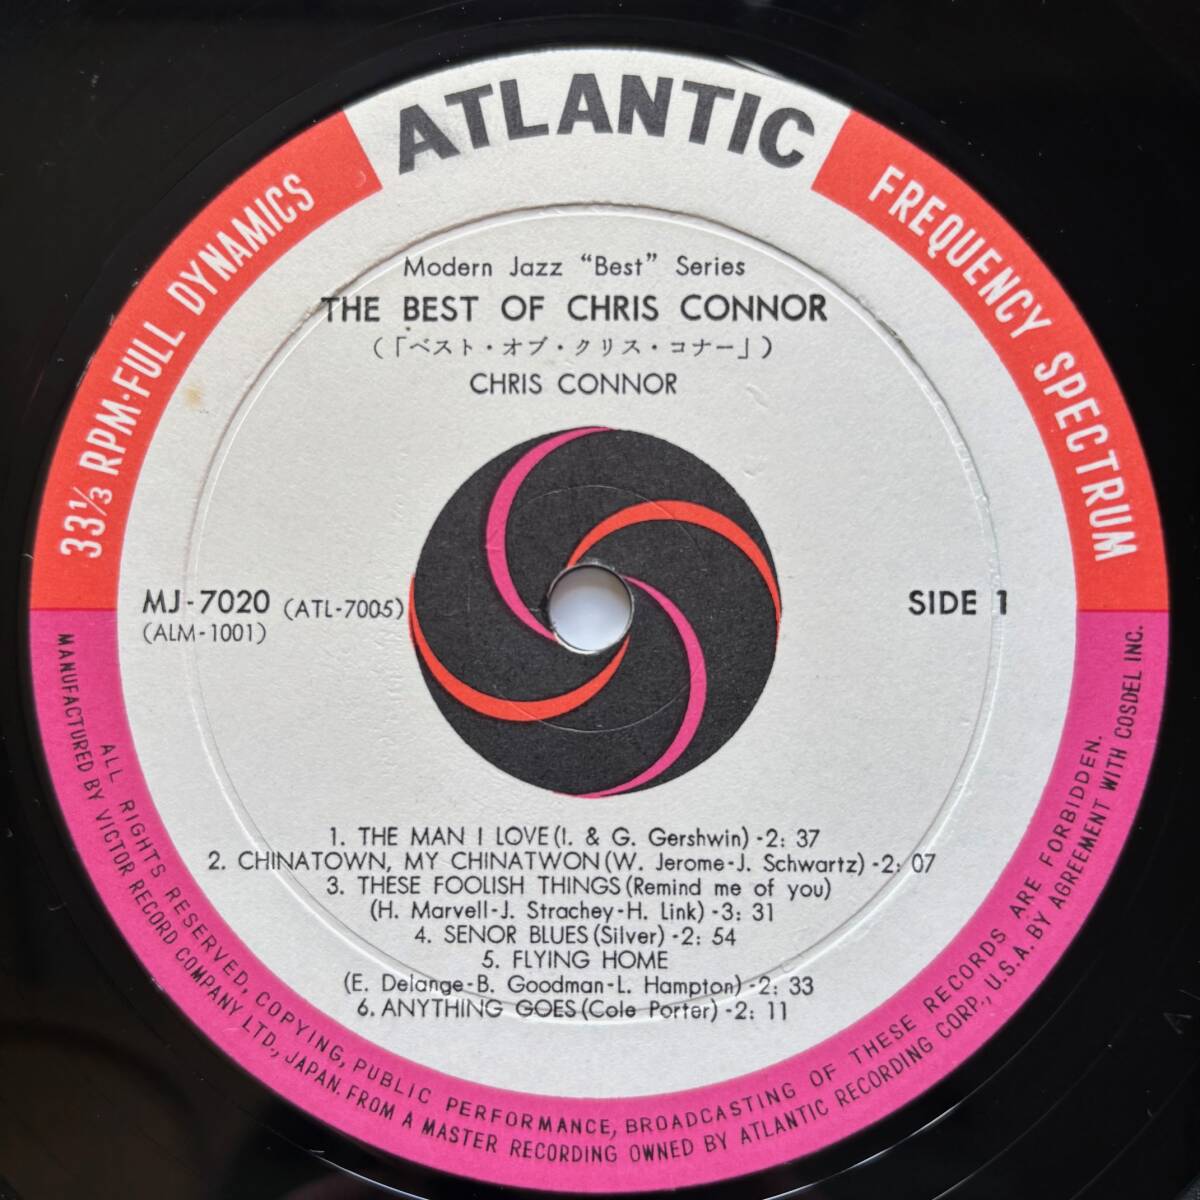 ATLANTIC
33⅓ RPM·FULL DYNAMICS
FREQUENCY SPECTRUM
Modern Jazz "Best" Series
THE BEST OF CHRIS CONNOR
(「ベスト・オブ・クリス・コナー」)
CHRIS CONNOR
MJ-7020 (ATL-7005)
(ALM-1001)
SIDE 1
1. THE MAN I LOVE (I. & G. Gershwin) -2: 37
2. CHINATOWN, MY CHINATWON (W. Jerome-J. Schwartz) -2: 07
3. THESE FOOLISH THINGS (Remind me of you)
(H. Marvell-J. Strachey-H. Link) -3: 31
4. SENOR BLUES (Silver) -2: 54
5. FLYING HOME
(E. Delange-B. Goodman-L. Hampton) -2: 33
6. ANYTHING GOES (Cole Porter) -2: 11
ALL RIGHTS RESERVED, COPYING, PUBLIC PERFORMANCE, BROADCASTING OF THESE RECORDS ARE FORBIDDEN.
MANUFACTURED BY VICTOR RECORD COMPANY LTD., JAPAN. FROM A MASTER RECORDING OWNED BY ATLANTIC RECORDING CORP., U.S.A. BY AGREEMENT WITH COSDEL INC.